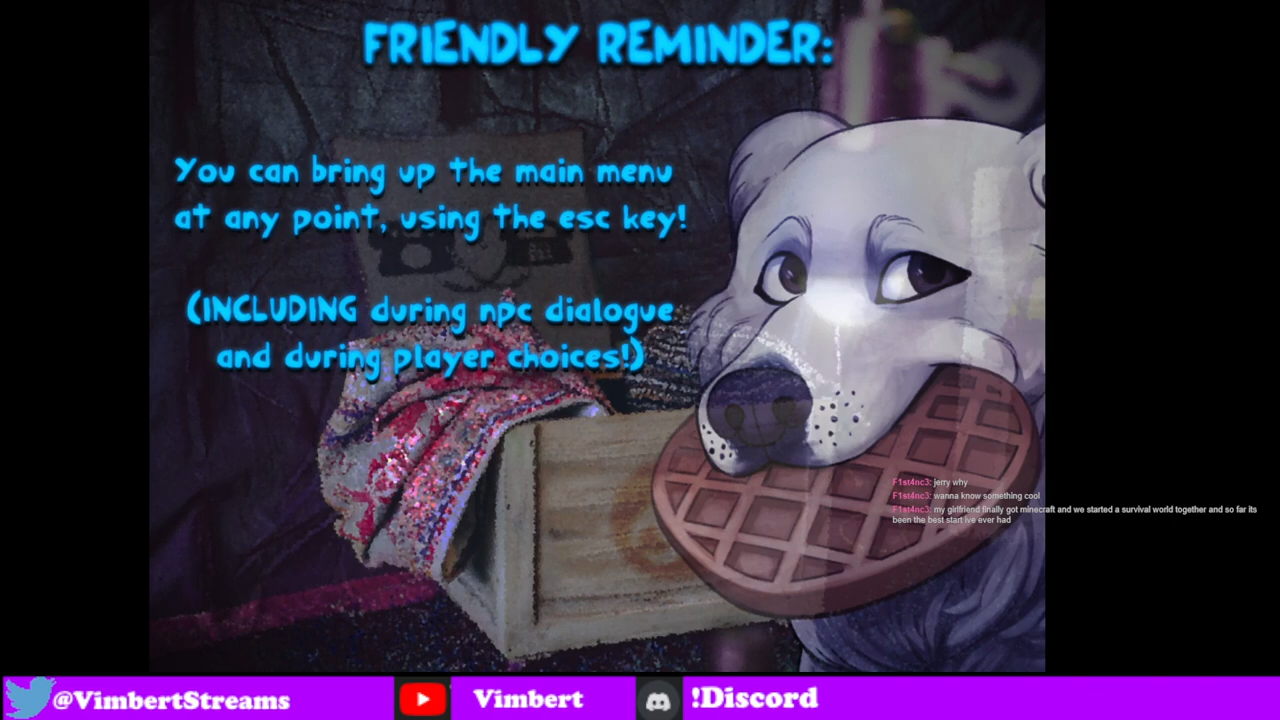 FRIENDLY REMINDER:
You can bring up the main menu
at any point, using the esc key!
(INCLUDING during npc dialogue
and during player choices!)
F1st4nc3: jerry why
F1st4nc3: wanna know something cool
F1st4nc3: my girlfriend finally got minecraft and we started a survival world together and so far its
been the best start ive ever had
@VimbertStreams
Vimbert
!Discord